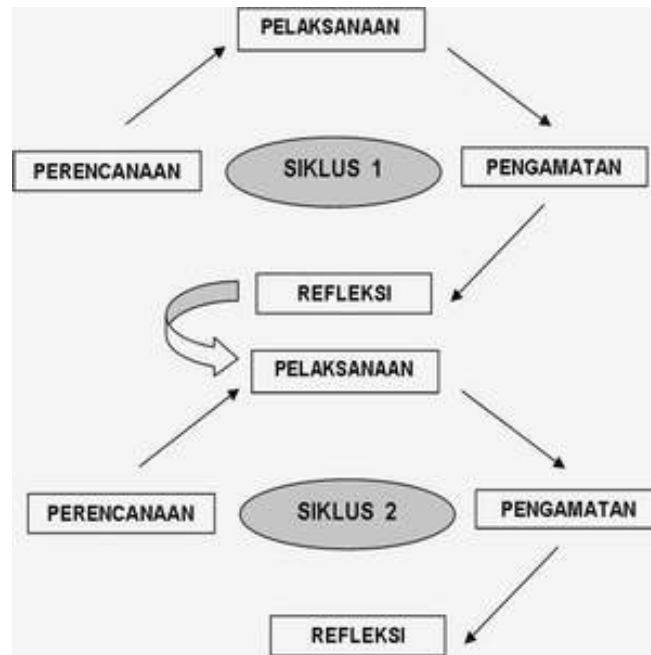 PELAKSANAAN
PERENCANAAN
SIKLUS 1
PENGAMATAN
REFLEKSI
PELAKSANAAN
PERENCANAAN
SIKLUS 2
PENGAMATAN
REFLEKSI